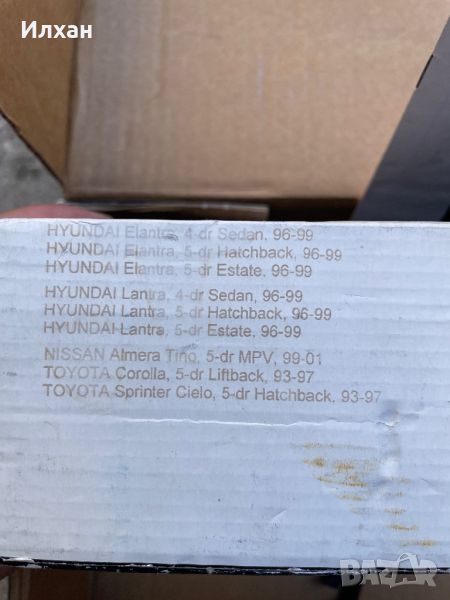 Илхан
HYUNDAI Elantra, 4-dr Sedan, 96-99
HYUNDAI Elantra, 5-dr Hatchback, 96-99
HYUNDAI Elantra, 5-dr Estate, 96-99
HYUNDAI Lantra, 4-dr Sedan, 96-99
HYUNDAI Lantra, 5-dr Hatchback, 96-99
HYUNDAI Lantra, 5-dr Estate, 96-99
NISSAN Almera Tino, 5-dr MPV, 99-01
TOYOTA Corolla, 5-dr Liftback, 93-97
TOYOTA Sprinter Cielo, 5-dr Hatchback, 93-97
BAZAR